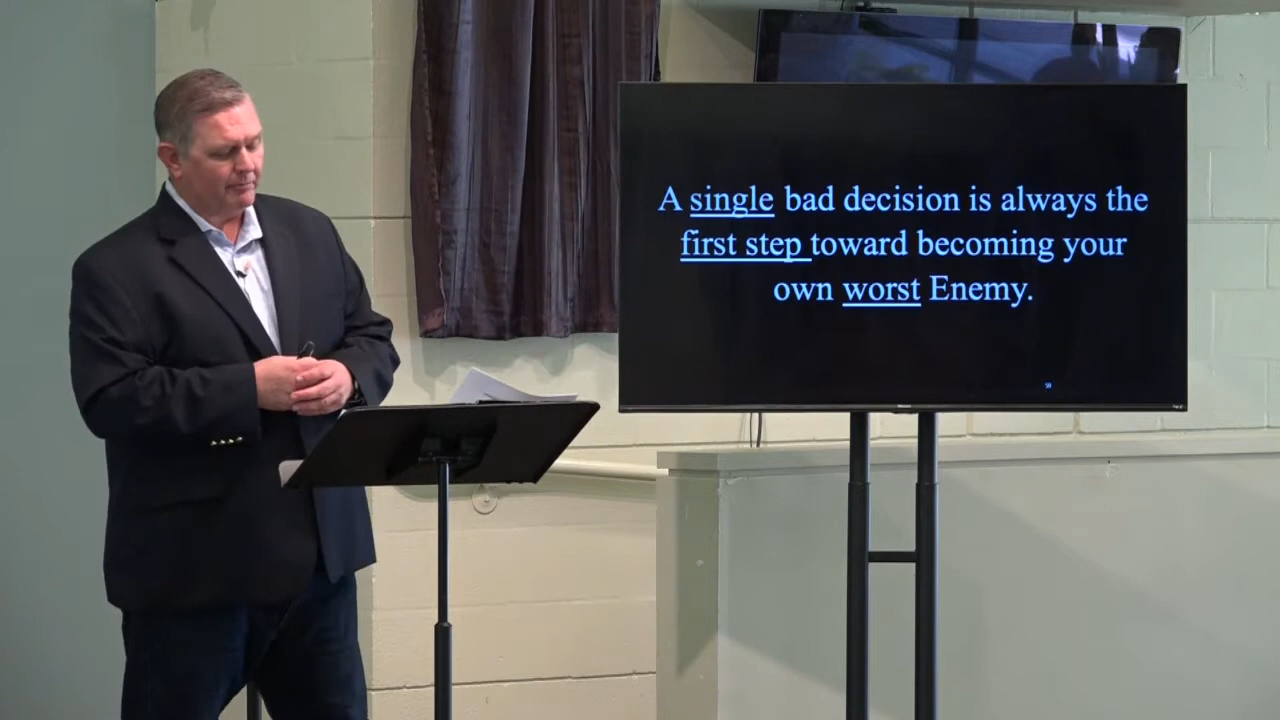 A single bad decision is always the
first step toward becoming your
own worst Enemy.